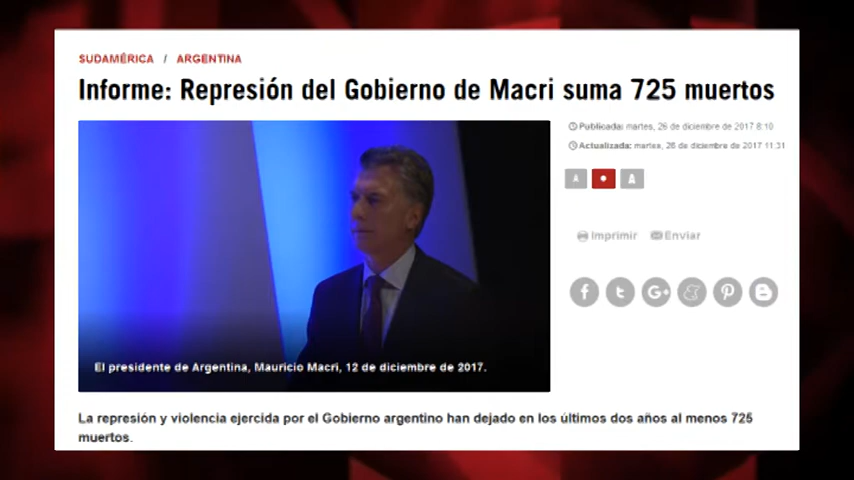 SUDAMÉRICA / ARGENTINA
Informe: Represión del Gobierno de Macri suma 725 muertos
Publicada: martes, 26 de diciembre de 2017 8:10
Actualizada: martes, 26 de diciembre de 2017 11:31
A A
Imprimir Enviar
El presidente de Argentina, Mauricio Macri, 12 de diciembre de 2017.
La represión y violencia ejercida por el Gobierno argentino han dejado en los últimos dos años al menos 725
muertos.